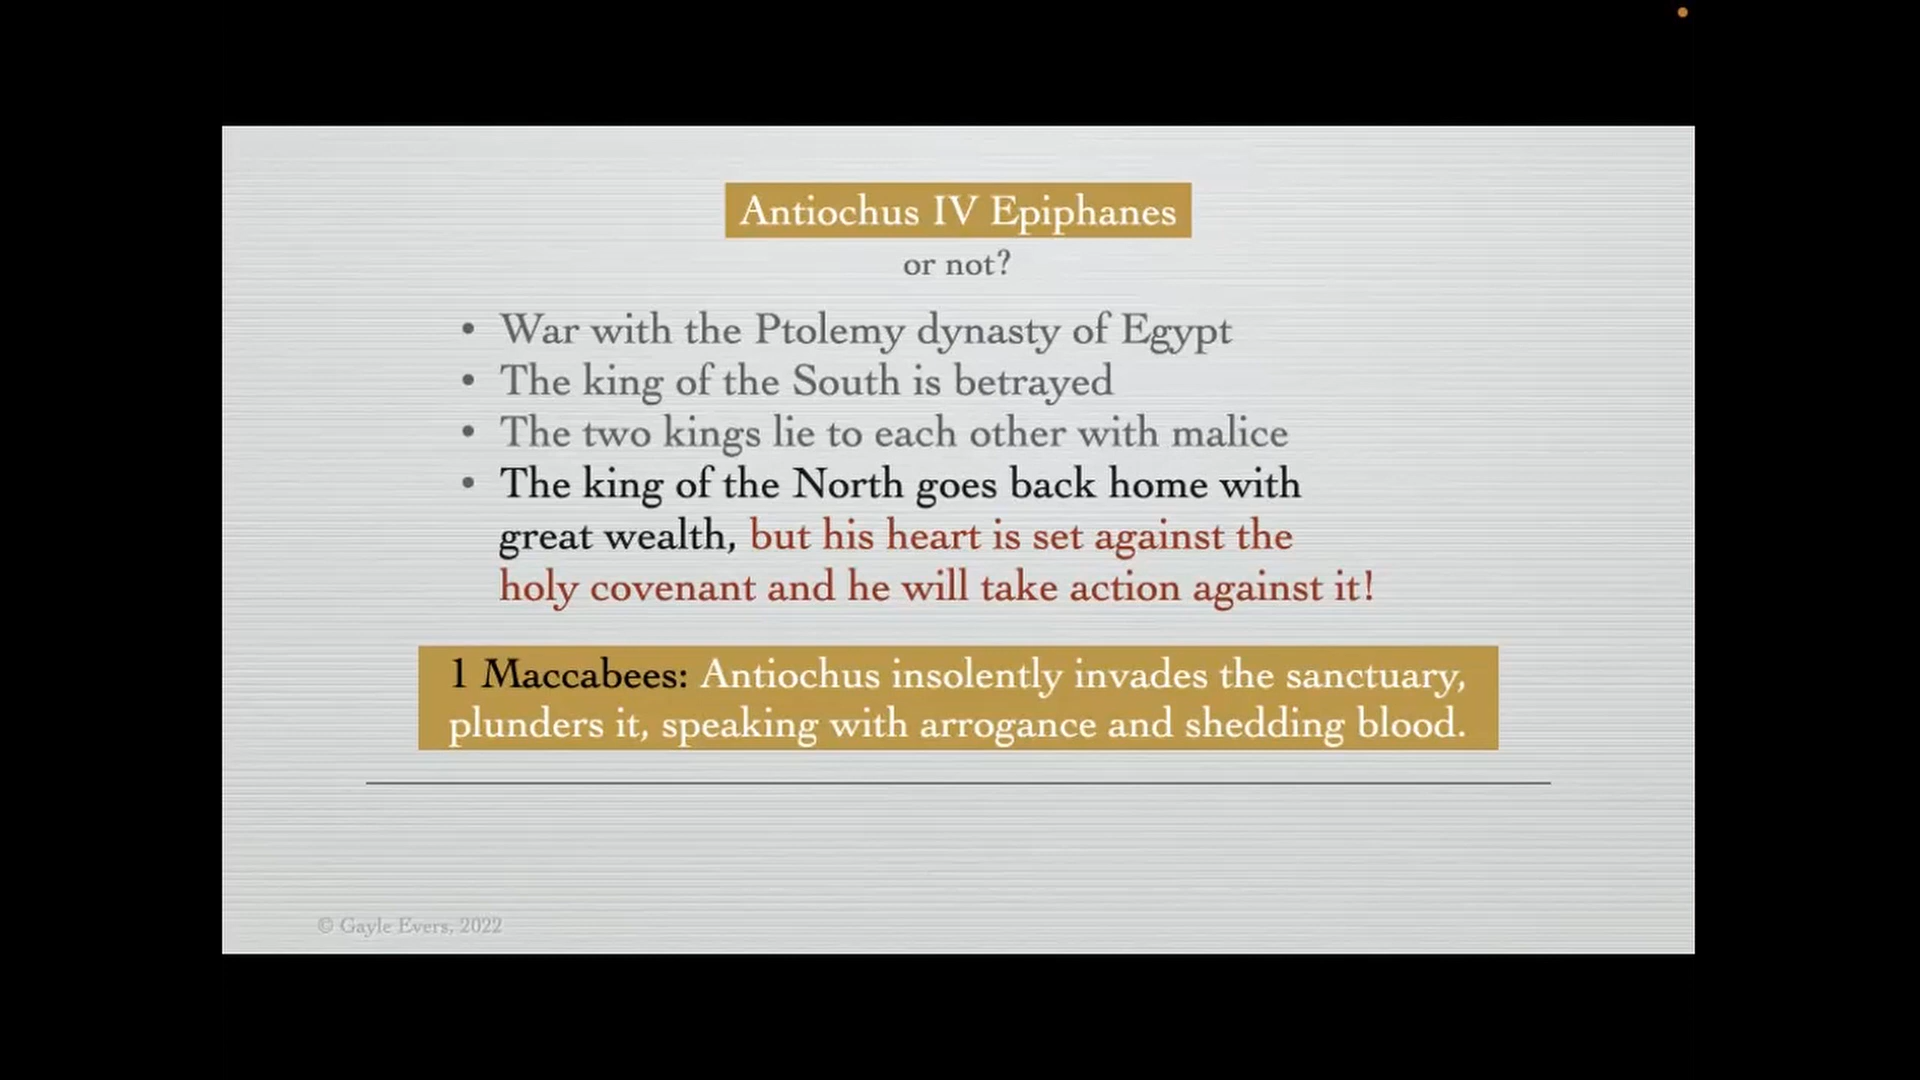 Antiochus IV Epiphanes
or not?
• War with the Ptolemy dynasty of Egypt
• The king of the South is betrayed
• The two kings lie to each other with malice
• The king of the North goes back home with
great wealth, but his heart is set against the
holy covenant and he will take action against it!
1 Maccabees: Antiochus insolently invades the sanctuary,
plunders it, speaking with arrogance and shedding blood.
© Gayle Evers, 2022